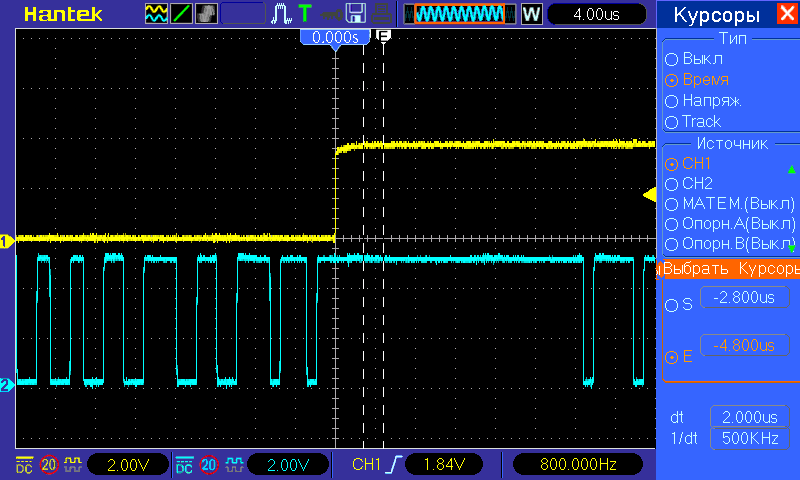 Hantek
T
W
4.00us
Курсоры
0.000s
E
Тип
Выкл
Время
Напряж.
Track
Источник
CH1
CH2
МАТЕМ.(Выкл)
Опорн.A(Выкл)
Опорн.B(Выкл)
Выбрать Курсоры
S
-2.800us
E
-4.800us
dt
2.000us
1/dt
500KHz
1
2
DC 20 2.00V
DC 20 2.00V
CH1 1.84V
800.000Hz